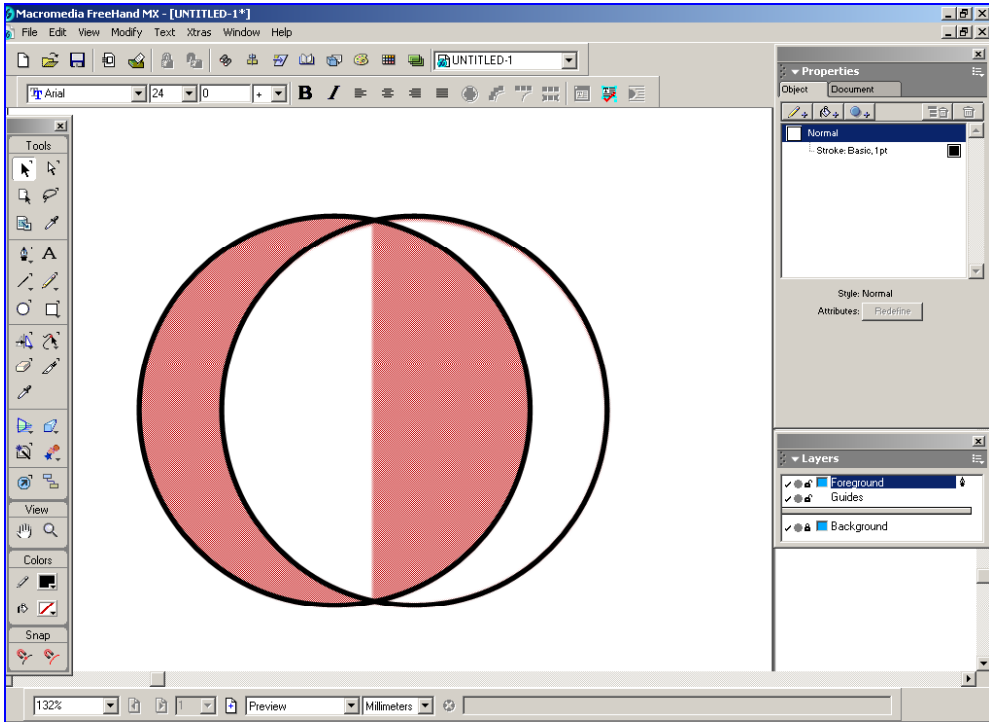 Macromedia FreeHand MX - [UNTITLED-1*]
File Edit View Modify Text Xtras Window Help
UNTITLED-1
Arial 24 0 + B I
Tools
A
View
Colors
Snap
Properties
Object Document
Normal
Stroke: Basic, 1pt
Style: Normal
Attributes: Redefine
Layers
Foreground
Guides
Background
132% 1 Preview Millimeters